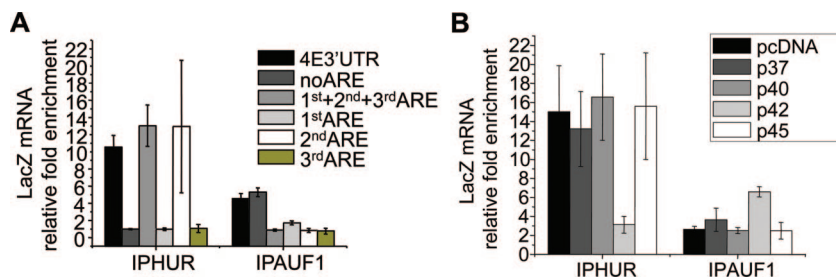 A
LacZ mRNA
relative fold enrichment
22
20
18
16
14
12
10
8
6
4
2
0
4E3'UTR
noARE
1st+2nd+3rdARE
1stARE
2ndARE
3rdARE
IPHUR
IPAUF1
B
LacZ mRNA
relative fold enrichment
22
20
18
16
14
12
10
8
6
4
2
0
pcDNA
p37
p40
p42
p45
IPHUR
IPAUF1